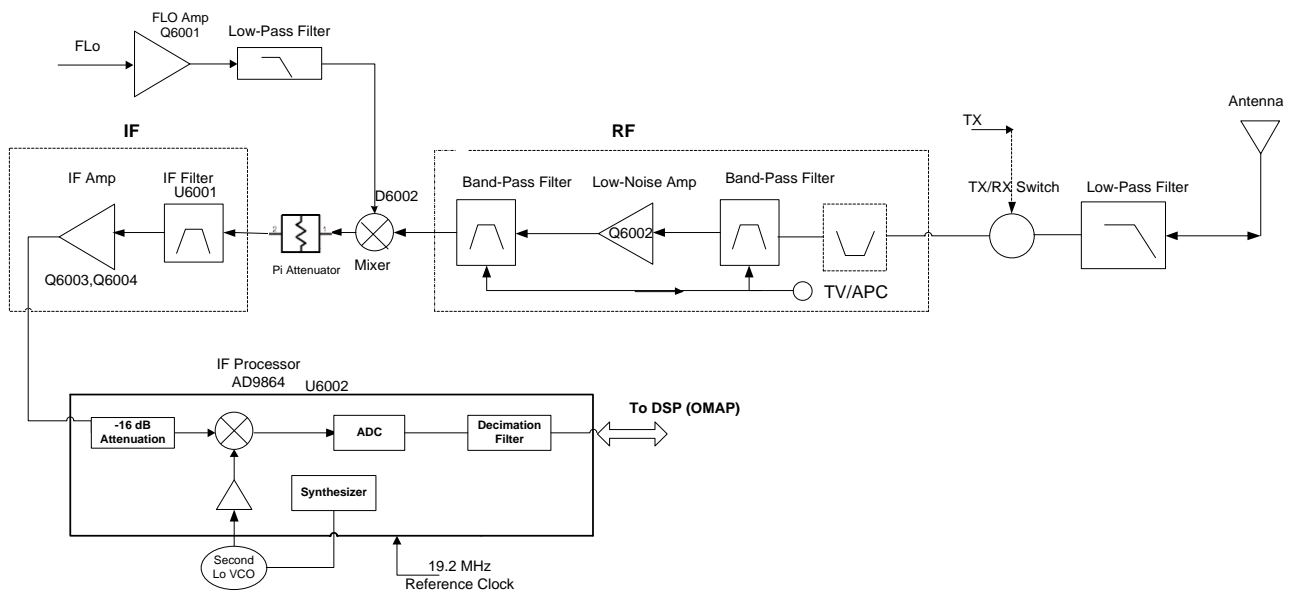 FLO Amp
Q6001
Low-Pass Filter
FLo
Antenna
TX
IF
RF
TX/RX Switch
Low-Pass Filter
IF Amp
IF Filter
U6001
D6002
Band-Pass Filter
Low-Noise Amp
Band-Pass Filter
2
1
Q6002
Mixer
Pi Attenuator
Q6003,Q6004
TV/APC
IF Processor
AD9864
U6002
To DSP (OMAP)
-16 dB
Attenuation
ADC
Decimation
Filter
Synthesizer
Second
Lo VCO
19.2 MHz
Reference Clock